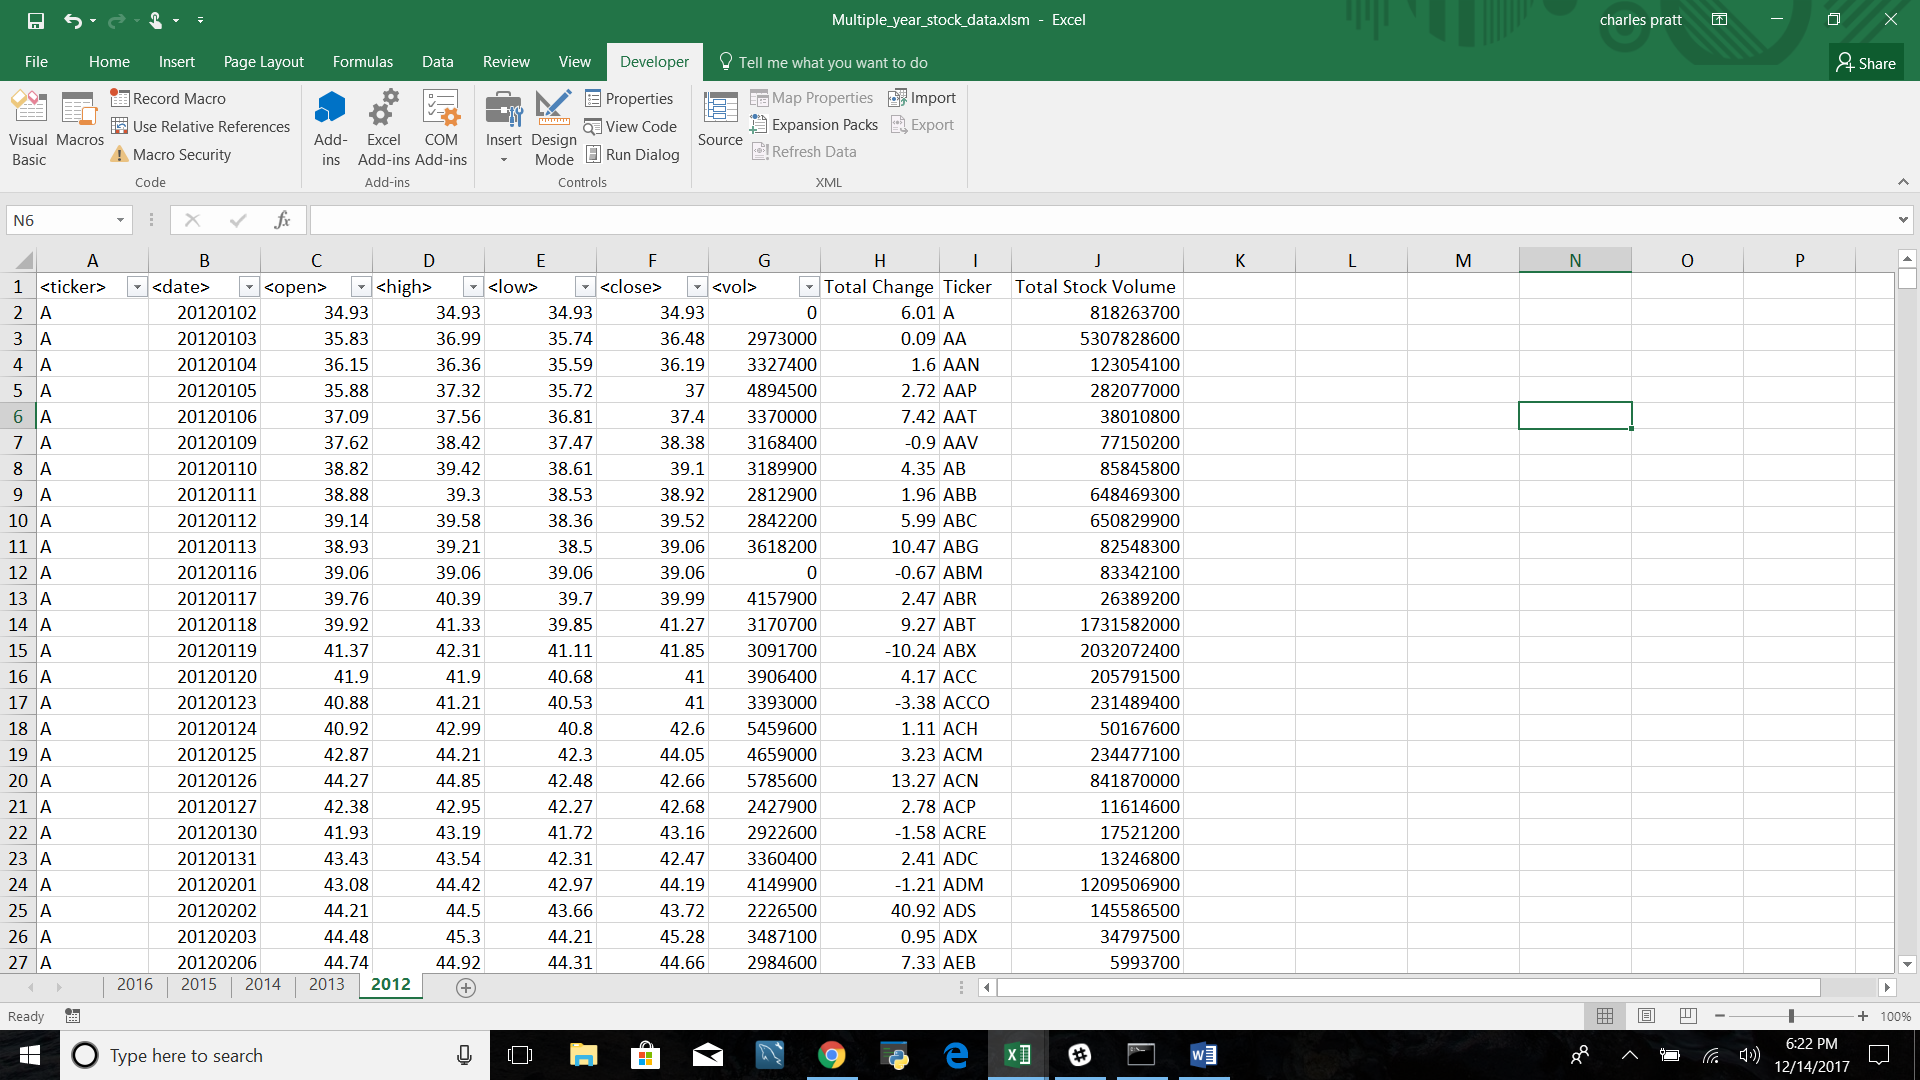 Multiple_year_stock_data.xlsm - Excel
charles pratt
File Home Insert Page Layout Formulas Data Review View Developer Tell me what you want to do Share
Visual Basic
Macros
Record Macro
Use Relative References
Macro Security
Code
Add-ins
Excel Add-ins
COM Add-ins
Add-ins
Insert
Design Mode
Properties
View Code
Run Dialog
Controls
Source
Map Properties
Expansion Packs
Refresh Data
Import
Export
XML
N6 fx
A B C D E F G H I J K L M N O P
1 <ticker> <date> <open> <high> <low> <close> <vol> Total Change Ticker Total Stock Volume
2 A 20120102 34.93 34.93 34.93 34.93 0 6.01 A 818263700
3 A 20120103 35.83 36.99 35.74 36.48 2973000 0.09 AA 5307828600
4 A 20120104 36.15 36.36 35.59 36.19 3327400 1.6 AAN 123054100
5 A 20120105 35.88 37.32 35.72 37 4894500 2.72 AAP 282077000
6 A 20120106 37.09 37.56 36.81 37.4 3370000 7.42 AAT 38010800
7 A 20120109 37.62 38.42 37.47 38.38 3168400 -0.9 AAV 77150200
8 A 20120110 38.82 39.42 38.61 39.1 3189900 4.35 AB 85845800
9 A 20120111 38.88 39.3 38.53 38.92 2812900 1.96 ABB 648469300
10 A 20120112 39.14 39.58 38.36 39.52 2842200 5.99 ABC 650829900
11 A 20120113 38.93 39.21 38.5 39.06 3618200 10.47 ABG 82548300
12 A 20120116 39.06 39.06 39.06 39.06 0 -0.67 ABM 83342100
13 A 20120117 39.76 40.39 39.7 39.99 4157900 2.47 ABR 26389200
14 A 20120118 39.92 41.33 39.85 41.27 3170700 9.27 ABT 1731582000
15 A 20120119 41.37 42.31 41.11 41.85 3091700 -10.24 ABX 2032072400
16 A 20120120 41.9 41.9 40.68 41 3906400 4.17 ACC 205791500
17 A 20120123 40.88 41.21 40.53 41 3393000 -3.38 ACCO 231489400
18 A 20120124 40.92 42.99 40.8 42.6 5459600 1.11 ACH 50167600
19 A 20120125 42.87 44.21 42.3 44.05 4659000 3.23 ACM 234477100
20 A 20120126 44.27 44.85 42.48 42.66 5785600 13.27 ACN 841870000
21 A 20120127 42.38 42.95 42.27 42.68 2427900 2.78 ACP 11614600
22 A 20120130 41.93 43.19 41.72 43.16 2922600 -1.58 ACRE 17521200
23 A 20120131 43.43 43.54 42.31 42.47 3360400 2.41 ADC 13246800
24 A 20120201 43.08 44.42 42.97 44.19 4149900 -1.21 ADM 1209506900
25 A 20120202 44.21 44.5 43.66 43.72 2226500 40.92 ADS 145586500
26 A 20120203 44.48 45.3 44.21 45.28 3487100 0.95 ADX 34797500
27 A 20120206 44.74 44.92 44.31 44.66 2984600 7.33 AEB 5993700
2016 2015 2014 2013 2012
Ready 100%
Type here to search
6:22 PM
12/14/2017